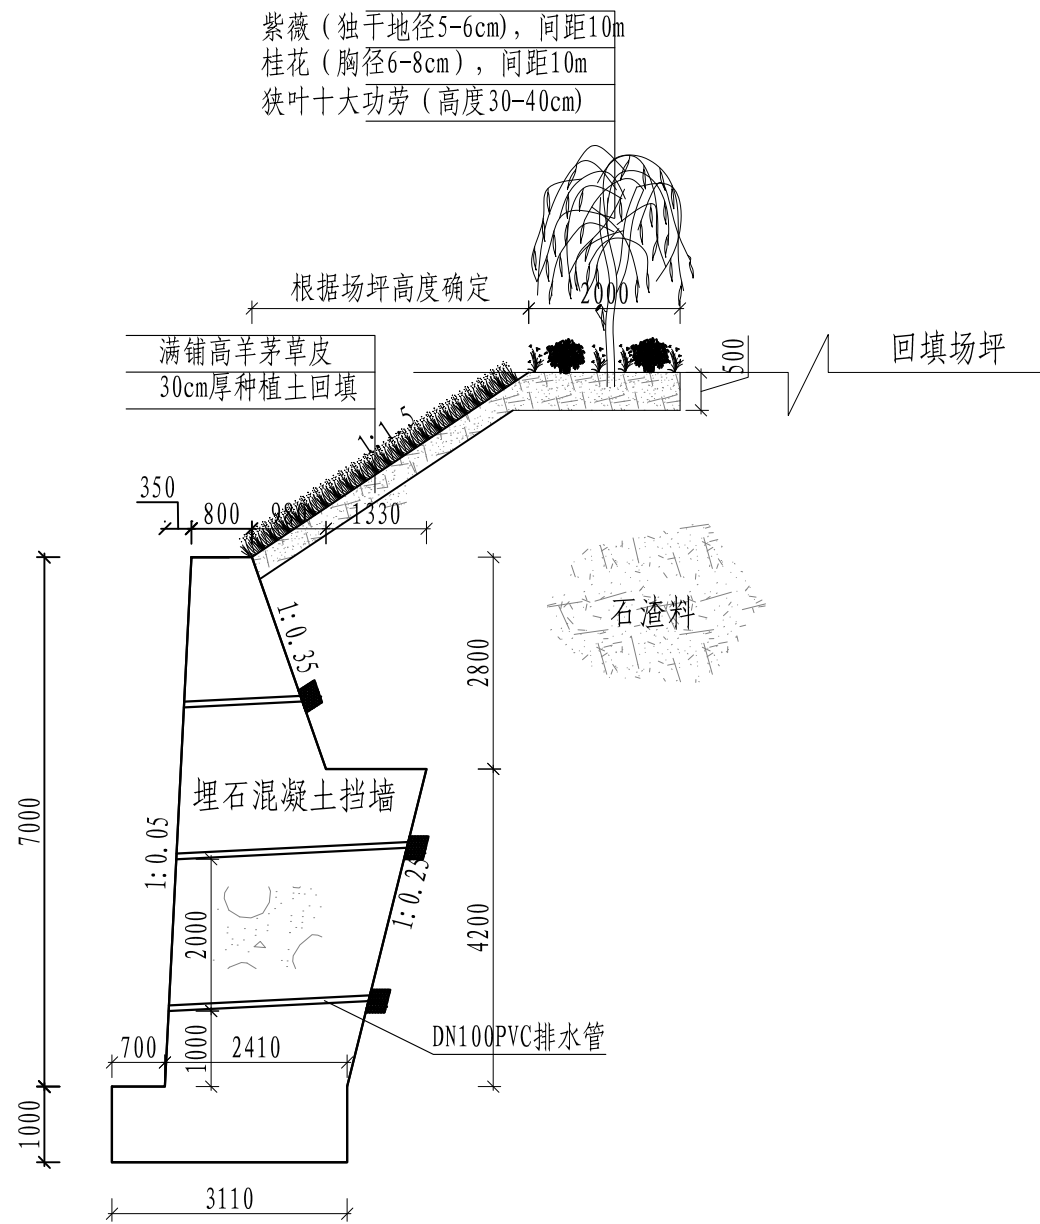 紫薇（独干地径5-6cm），间距10m
桂花（胸径6-8cm），间距10m
狭叶十大功劳（高度30-40cm）
根据场坪高度确定
2000
满铺高羊茅草皮
30cm厚种植土回填
500
回填场坪
1:1.5
350
800
980
1330
1:0.35
石渣料
2800
埋石混凝土挡墙
7000
1:0.05
1:0.25
2000
4200
DN100PVC排水管
700
1000
2410
1000
3110